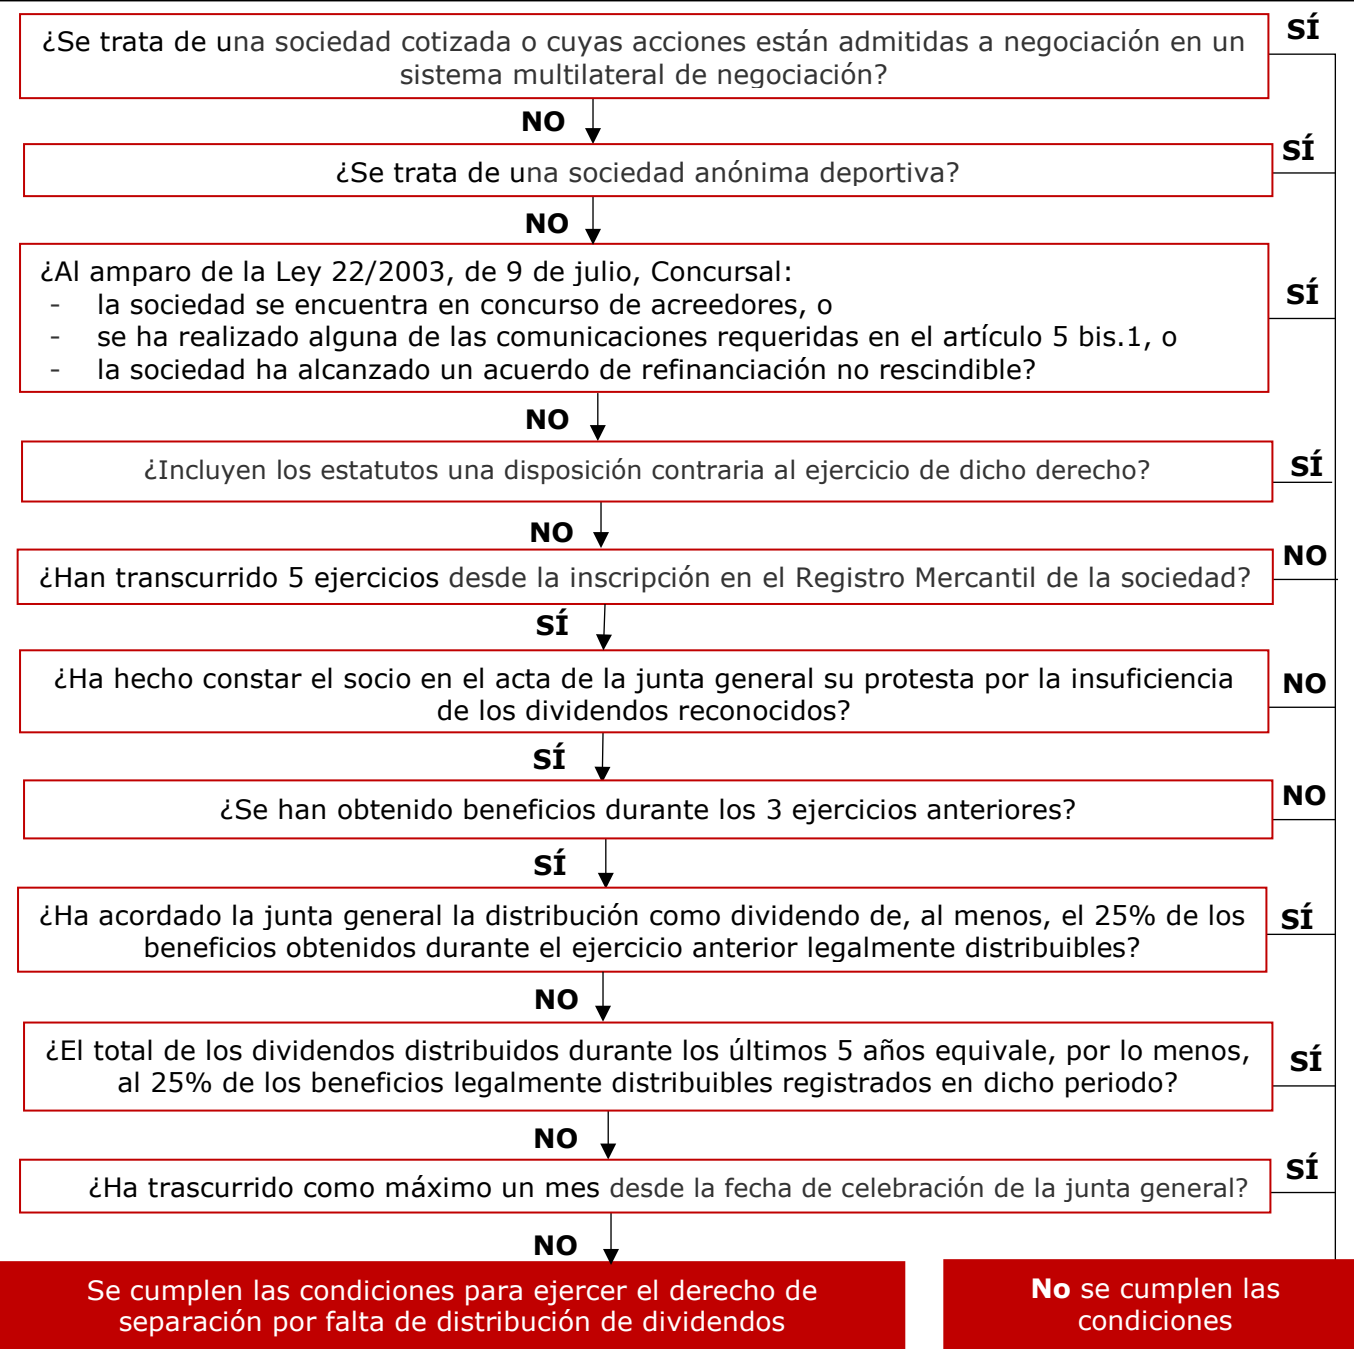 ¿Se trata de una sociedad cotizada o cuyas acciones están admitidas a negociación en un
sistema multilateral de negociación?
SÍ
NO
¿Se trata de una sociedad anónima deportiva?
SÍ
NO
¿Al amparo de la Ley 22/2003, de 9 de julio, Concursal:
- la sociedad se encuentra en concurso de acreedores, o
- se ha realizado alguna de las comunicaciones requeridas en el artículo 5 bis.1, o
- la sociedad ha alcanzado un acuerdo de refinanciación no rescindible?
SÍ
NO
¿Incluyen los estatutos una disposición contraria al ejercicio de dicho derecho?
SÍ
NO
¿Han transcurrido 5 ejercicios desde la inscripción en el Registro Mercantil de la sociedad?
NO
SÍ
¿Ha hecho constar el socio en el acta de la junta general su protesta por la insuficiencia
de los dividendos reconocidos?
NO
SÍ
¿Se han obtenido beneficios durante los 3 ejercicios anteriores?
NO
SÍ
¿Ha acordado la junta general la distribución como dividendo de, al menos, el 25% de los
beneficios obtenidos durante el ejercicio anterior legalmente distribuibles?
SÍ
NO
¿El total de los dividendos distribuidos durante los últimos 5 años equivale, por lo menos,
al 25% de los beneficios legalmente distribuibles registrados en dicho periodo?
SÍ
NO
¿Ha trascurrido como máximo un mes desde la fecha de celebración de la junta general?
SÍ
NO
Se cumplen las condiciones para ejercer el derecho de
separación por falta de distribución de dividendos
No se cumplen las
condiciones